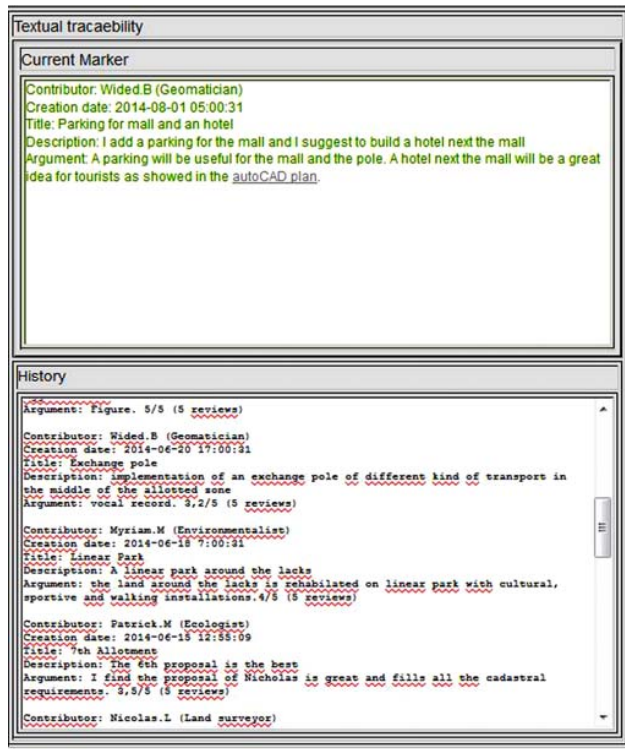 Textual tracaebility
Current Marker
Contributor: Wided.B (Geomatician)
Creation date: 2014-08-01 05:00:31
Title: Parking for mall and an hotel
Description: I add a parking for the mall and I suggest to build a hotel next the mall
Argument: A parking will be useful for the mall and the pole. A hotel next the mall will be a great
idea for tourists as showed in the autoCAD plan.
History
Argument: Figure. 5/5 (5 reviews)
Contributor: Wided.B (Geomatician)
Creation date: 2014-06-20 17:00:31
Title: Exchange pole
Description: implementation of an exchange pole of different kind of transport in
the middle of the allotted zone
Argument: vocal record. 3,2/5 (5 reviews)
Contributor: Myriam.M (Environmentalist)
Creation date: 2014-06-18 7:00:31
Title: Linear Park
Description: A linear park around the lacks
Argument: the land around the lacks is rehabilated on linear park with cultural,
sportive and walking installations.4/5 (5 reviews)
Contributor: Patrick.M (Ecologist)
Creation date: 2014-06-15 12:55:09
Title: 7th Allotment
Description: The 6th proposal is the best
Argument: I find the proposal of Nicholas is great and fills all the cadastral
requirements. 3,5/5 (5 reviews)
Contributor: Nicolas.L (Land surveyor)